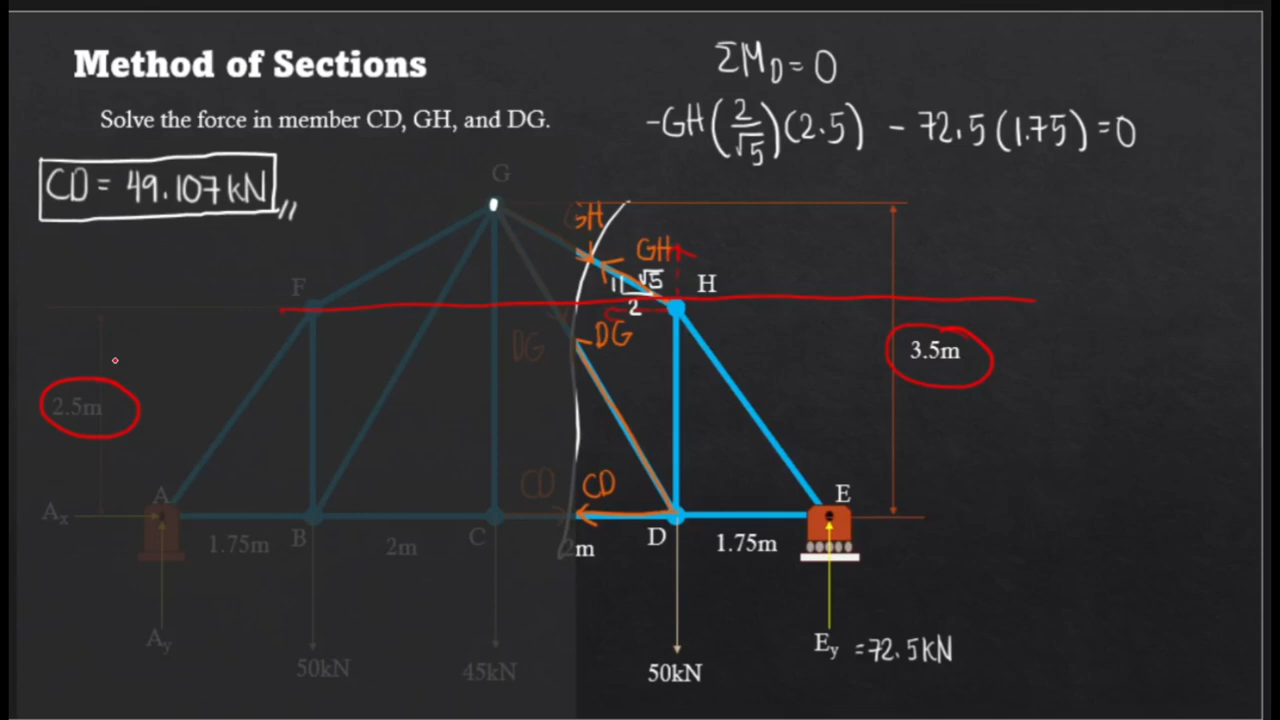 Method of Sections
Solve the force in member CD, GH, and DG.
ΣM_D = 0
-GH(2/√5)(2.5) - 72.5(1.75) = 0
CD = 49.107 kN
G
GH
GH
1 √5
2
H
F
DG
DG
3.5m
2.5m
CD
CD
A
E
A_x
1.75m
B
2m
C
2m
D
1.75m
A_y
50kN
45kN
50kN
E_y = 72.5 kN